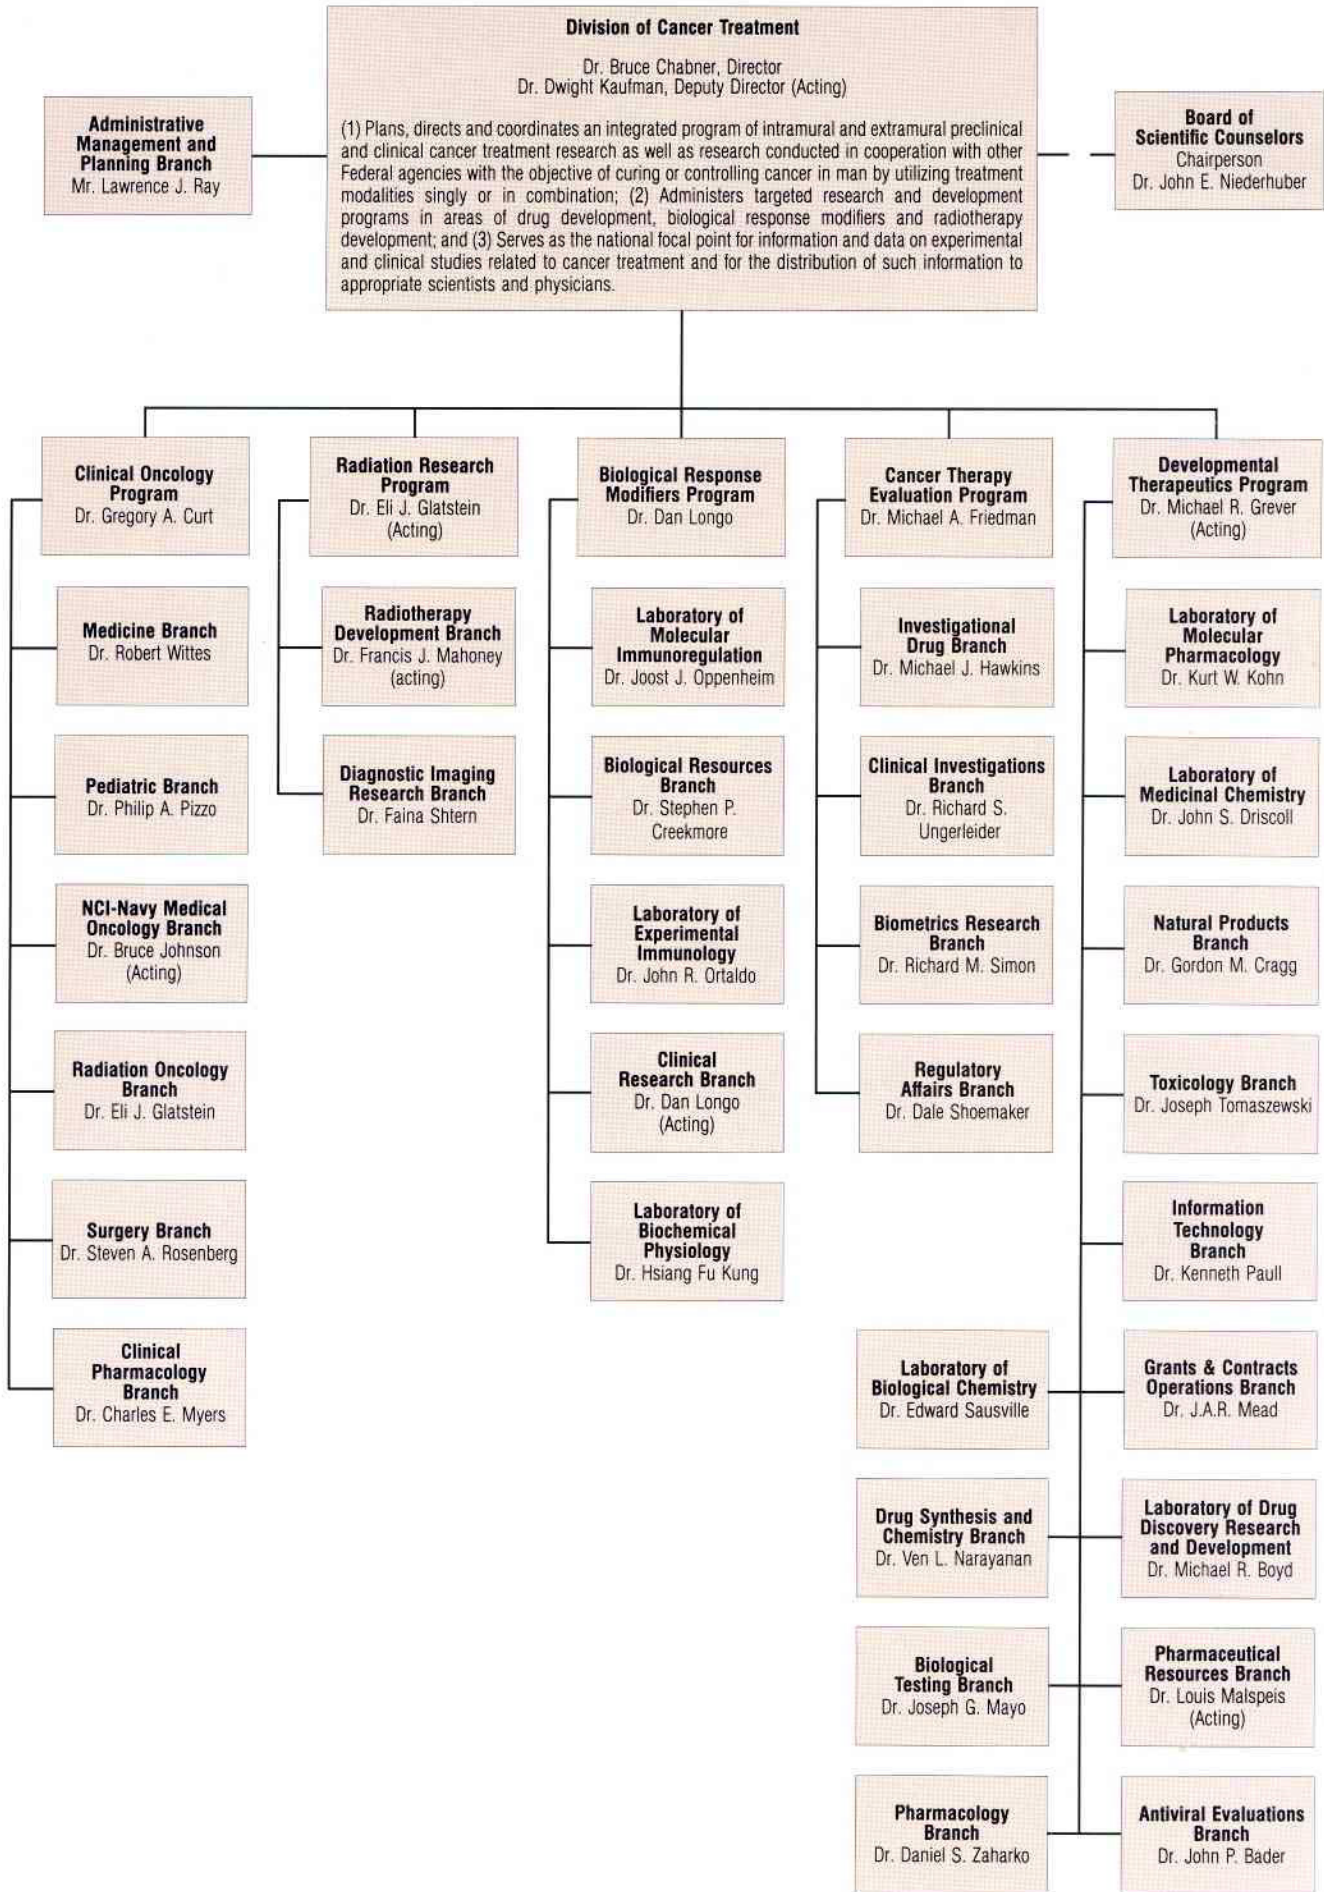 Division of Cancer Treatment
Dr. Bruce Chabner, Director
Dr. Dwight Kaufman, Deputy Director (Acting)
(1) Plans, directs and coordinates an integrated program of intramural and extramural preclinical
and clinical cancer treatment research as well as research conducted in cooperation with other
Federal agencies with the objective of curing or controlling cancer in man by utilizing treatment
modalities singly or in combination; (2) Administers targeted research and development
programs in areas of drug development, biological response modifiers and radiotherapy
development; and (3) Serves as the national focal point for information and data on experimental
and clinical studies related to cancer treatment and for the distribution of such information to
appropriate scientists and physicians.
Administrative
Management and
Planning Branch
Mr. Lawrence J. Ray
Board of
Scientific Counselors
Chairperson
Dr. John E. Niederhuber
Clinical Oncology
Program
Dr. Gregory A. Curt
Medicine Branch
Dr. Robert Wittes
Pediatric Branch
Dr. Philip A. Pizzo
NCI-Navy Medical
Oncology Branch
Dr. Bruce Johnson
(Acting)
Radiation Oncology
Branch
Dr. Eli J. Glatstein
Surgery Branch
Dr. Steven A. Rosenberg
Clinical
Pharmacology
Branch
Dr. Charles E. Myers
Radiation Research
Program
Dr. Eli J. Glatstein
(Acting)
Radiotherapy
Development Branch
Dr. Francis J. Mahoney
(acting)
Diagnostic Imaging
Research Branch
Dr. Faina Shtern
Biological Response
Modifiers Program
Dr. Dan Longo
Laboratory of
Molecular
Immunoregulation
Dr. Joost J. Oppenheim
Biological Resources
Branch
Dr. Stephen P.
Creekmore
Laboratory of
Experimental
Immunology
Dr. John R. Ortaldo
Clinical
Research Branch
Dr. Dan Longo
(Acting)
Laboratory of
Biochemical
Physiology
Dr. Hsiang Fu Kung
Cancer Therapy
Evaluation Program
Dr. Michael A. Friedman
Investigational
Drug Branch
Dr. Michael J. Hawkins
Clinical Investigations
Branch
Dr. Richard S.
Ungerleider
Biometrics Research
Branch
Dr. Richard M. Simon
Regulatory
Affairs Branch
Dr. Dale Shoemaker
Developmental
Therapeutics Program
Dr. Michael R. Grever
(Acting)
Laboratory of
Molecular
Pharmacology
Dr. Kurt W. Kohn
Laboratory of
Medicinal Chemistry
Dr. John S. Driscoll
Natural Products
Branch
Dr. Gordon M. Cragg
Toxicology Branch
Dr. Joseph Tomaszewski
Information
Technology
Branch
Dr. Kenneth Paull
Laboratory of
Biological Chemistry
Dr. Edward Sausville
Grants & Contracts
Operations Branch
Dr. J.A.R. Mead
Drug Synthesis and
Chemistry Branch
Dr. Ven L. Narayanan
Laboratory of Drug
Discovery Research
and Development
Dr. Michael R. Boyd
Biological
Testing Branch
Dr. Joseph G. Mayo
Pharmaceutical
Resources Branch
Dr. Louis Malspeis
(Acting)
Pharmacology
Branch
Dr. Daniel S. Zaharko
Antiviral Evaluations
Branch
Dr. John P. Bader